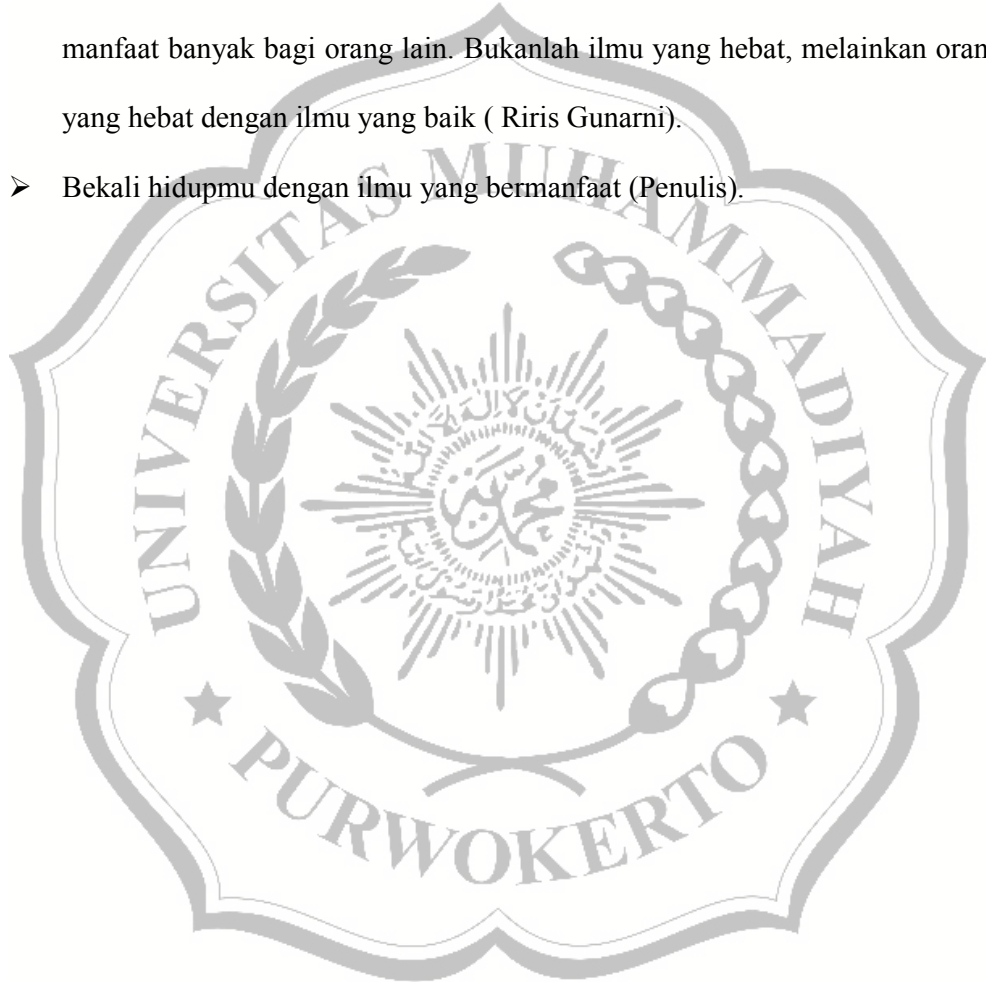 manfaat banyak bagi orang lain. Bukanlah ilmu yang hebat, melainkan oran
yang hebat dengan ilmu yang baik ( Riris Gunarni).
➢ Bekali hidupmu dengan ilmu yang bermanfaat (Penulis).
UNIVERSITAS MUHAMMADIYAH
★ PURWOKERTO ★